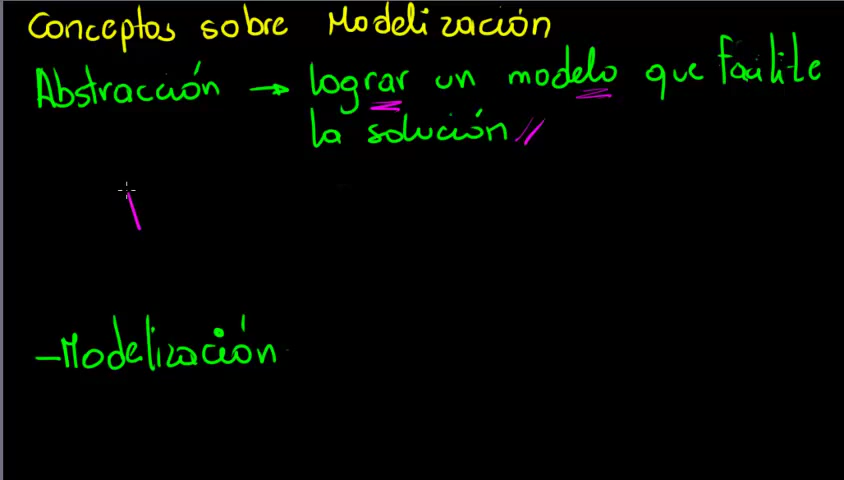 Conceptos sobre Modelización
Abstracción → lograr un modelo que facilite
la solución //
- Modelización